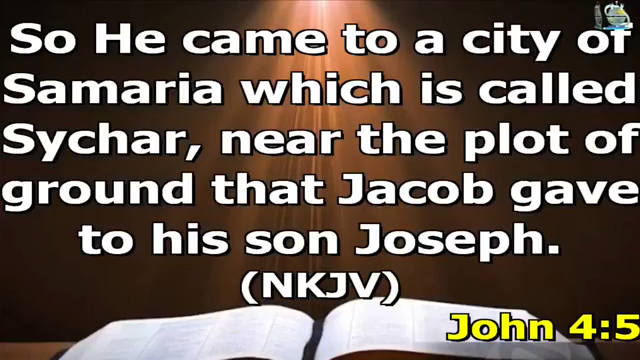 So He came to a city of
Samaria which is called
Sychar, near the plot of
ground that Jacob gave
to his son Joseph.
(NKJV)
John 4:5